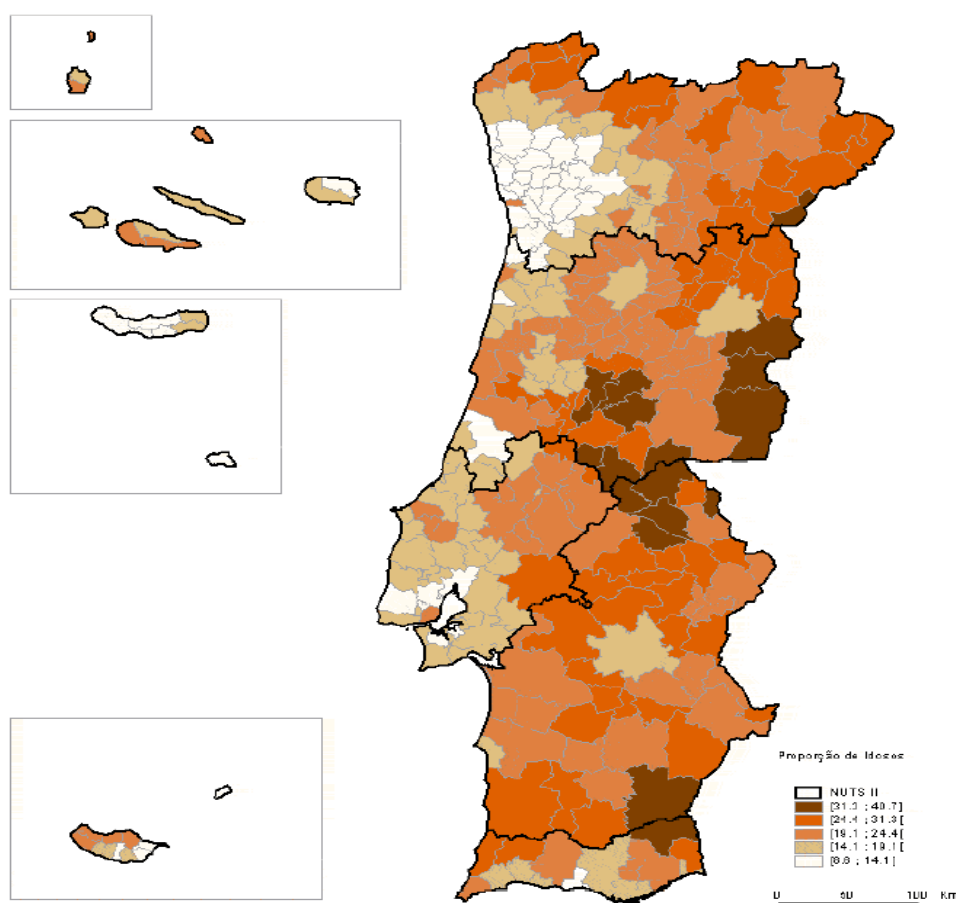 Proporção de Idosos
NUTS II
[31.3 ; 40.7]
[24.4 ; 31.3[
[19.1 ; 24.4[
[14.1 ; 19.1[
[8.8 ; 14.1[
0 50 100 Km